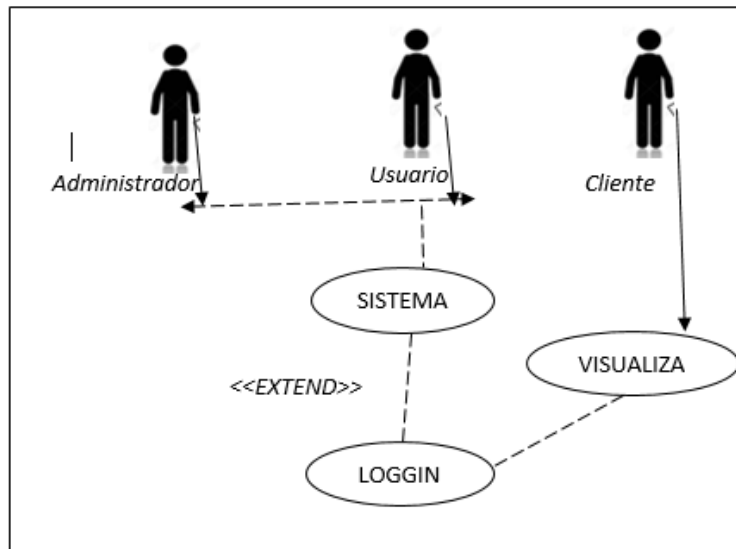 Administrador
Usuario
Cliente
SISTEMA
VISUALIZA
<<EXTEND>>
LOGGIN